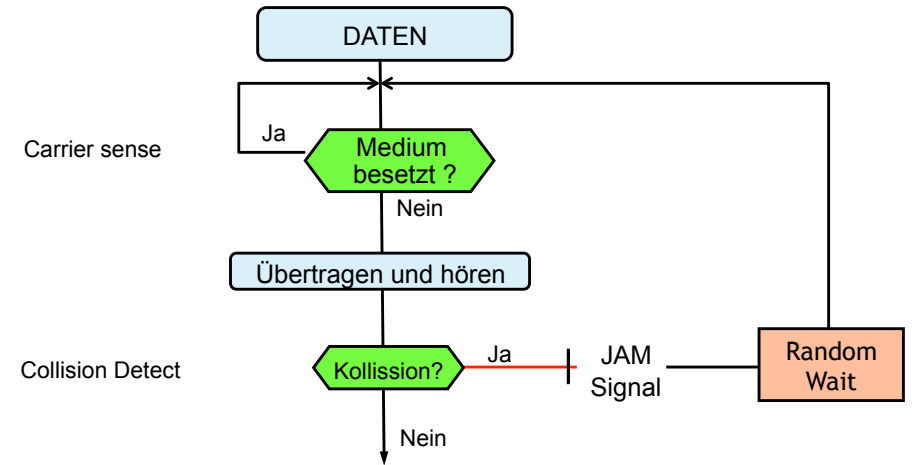 DATEN
Ja
Carrier sense
Medium
besetzt ?
Nein
Übertragen und hören
Collision Detect
Kollission?
Ja
JAM
Signal
Random
Wait
Nein